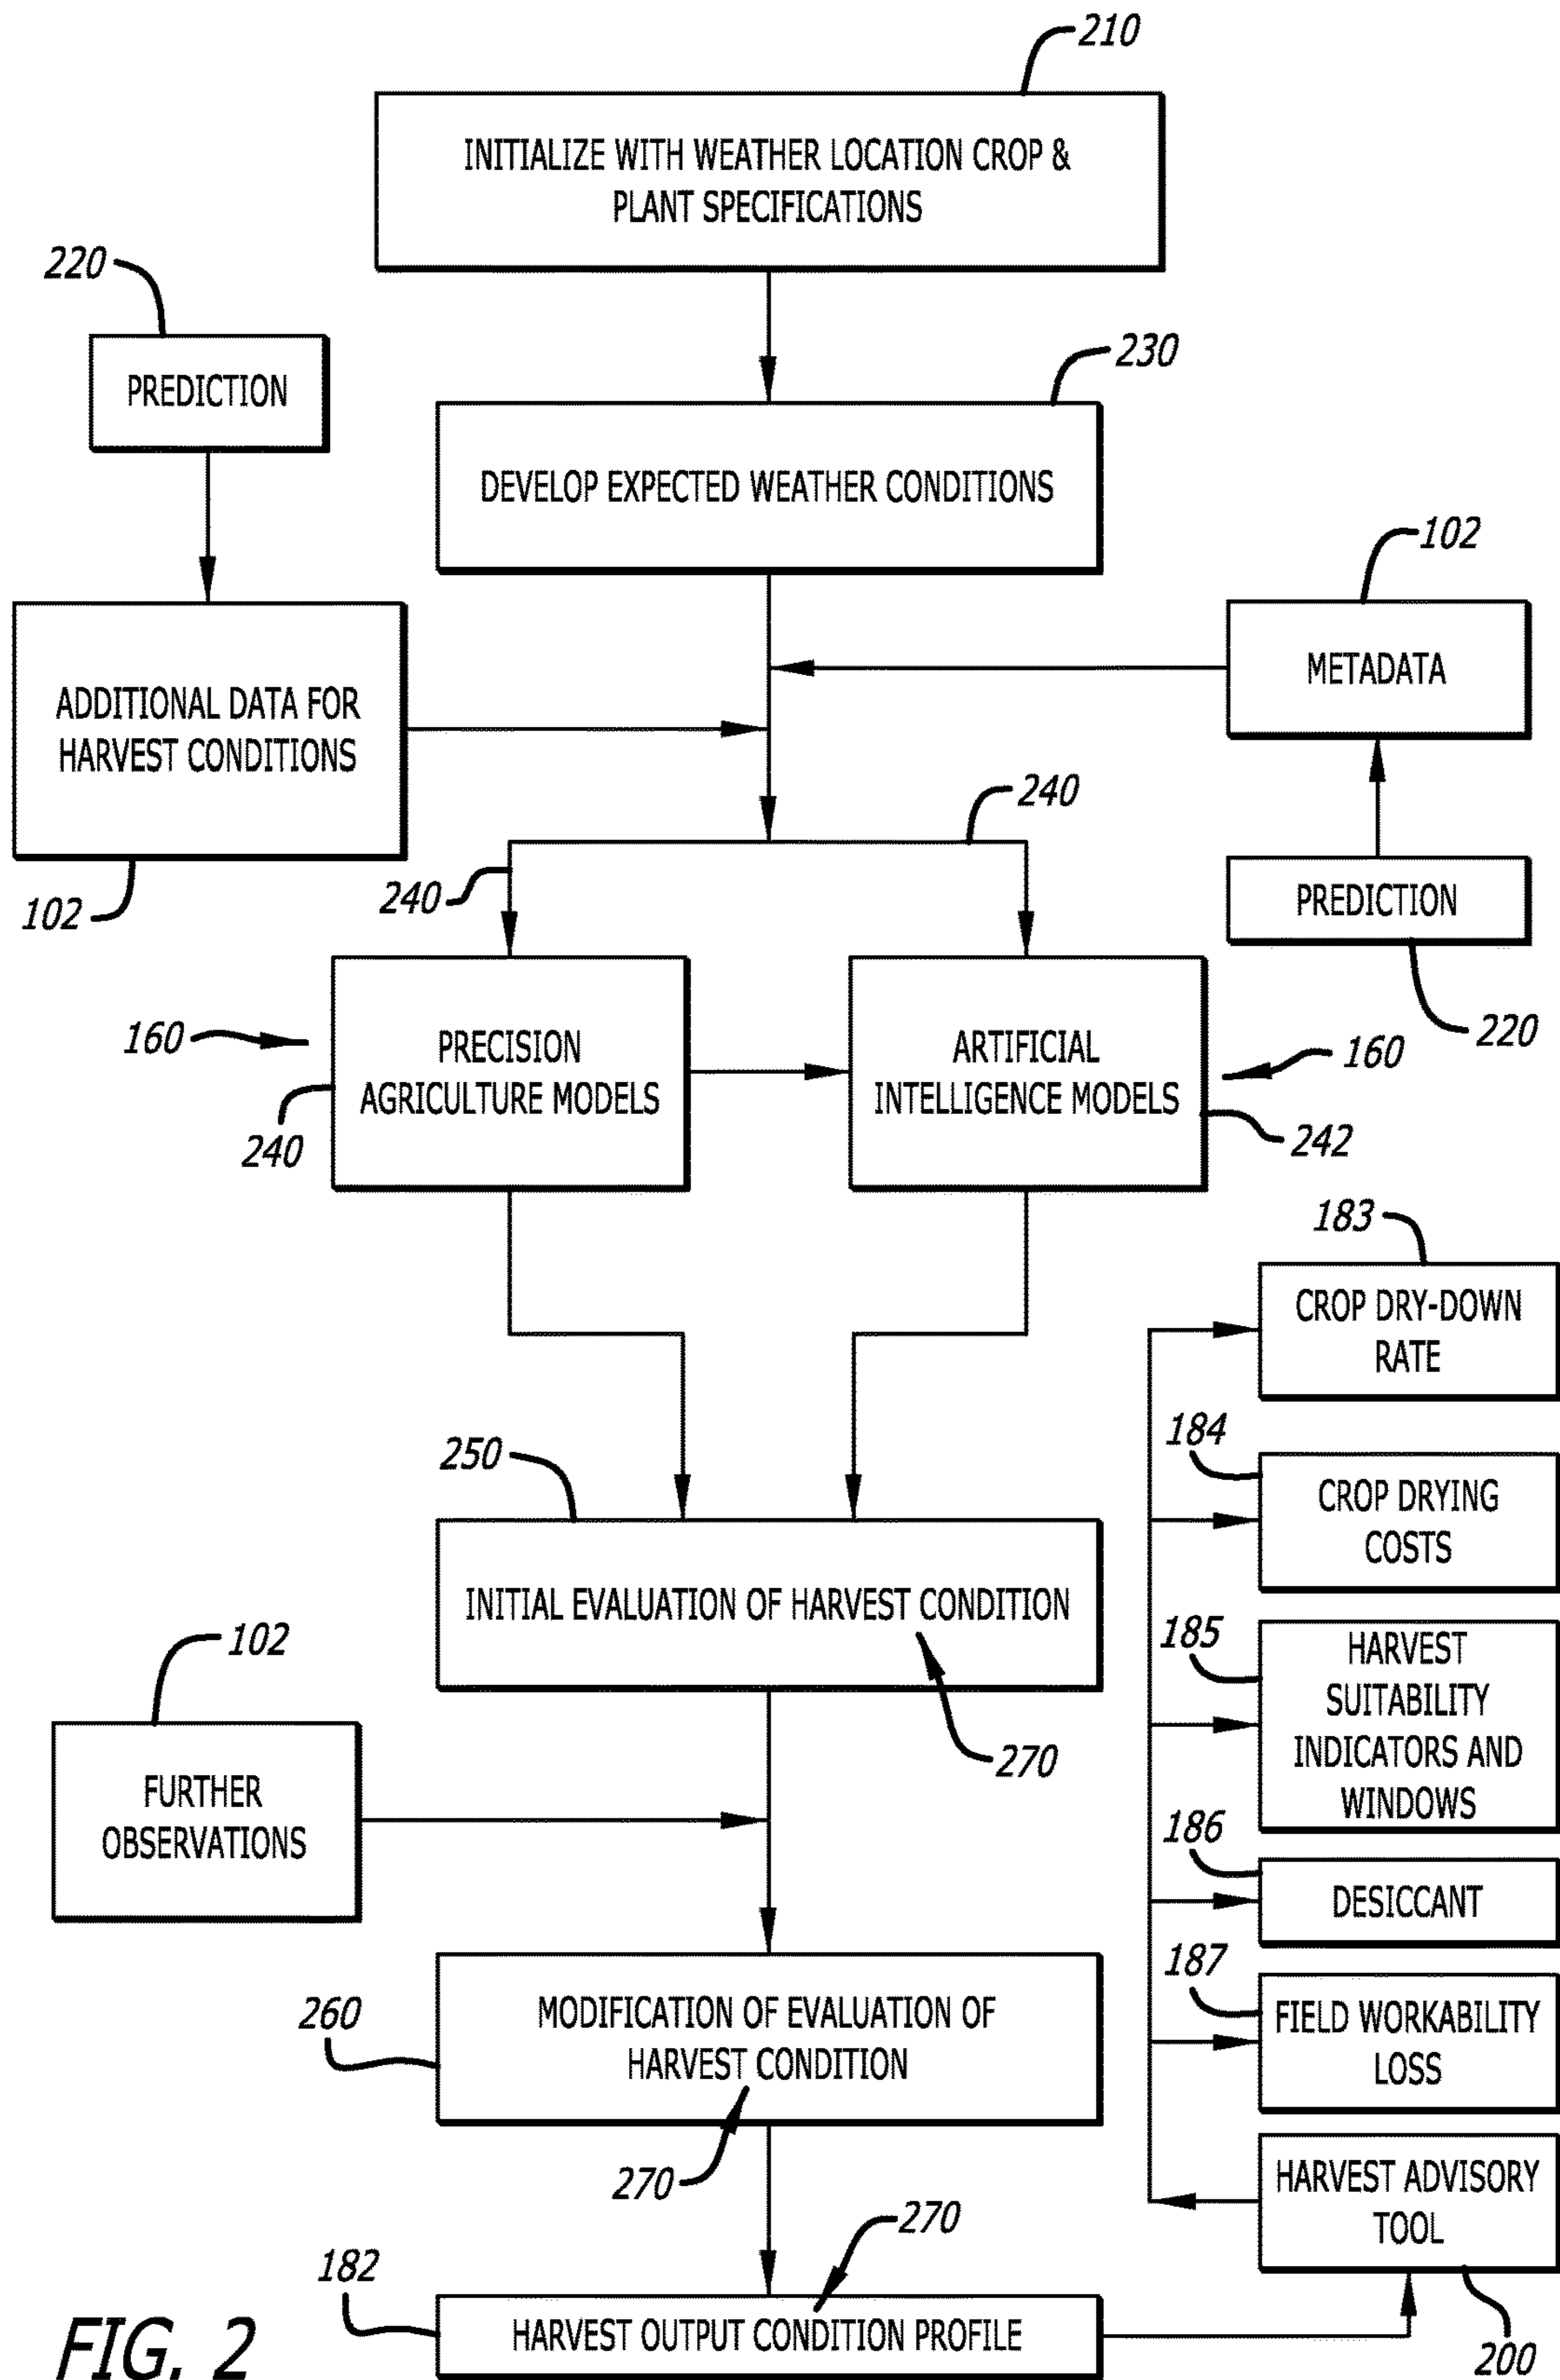 210
INITIALIZE WITH WEATHER LOCATION CROP &
PLANT SPECIFICATIONS
220
PREDICTION
230
DEVELOP EXPECTED WEATHER CONDITIONS
102
METADATA
ADDITIONAL DATA FOR
HARVEST CONDITIONS
102
240
240
PREDICTION
220
160
PRECISION
AGRICULTURE MODELS
240
ARTIFICIAL
INTELLIGENCE MODELS
160
242
183
CROP DRY-DOWN
RATE
184
CROP DRYING
COSTS
250
INITIAL EVALUATION OF HARVEST CONDITION
270
185
HARVEST
SUITABILITY
INDICATORS AND
WINDOWS
102
FURTHER
OBSERVATIONS
186
DESICCANT
187
FIELD WORKABILITY
LOSS
260
MODIFICATION OF EVALUATION OF
HARVEST CONDITION
270
HARVEST ADVISORY
TOOL
200
270
182
HARVEST OUTPUT CONDITION PROFILE
FIG. 2